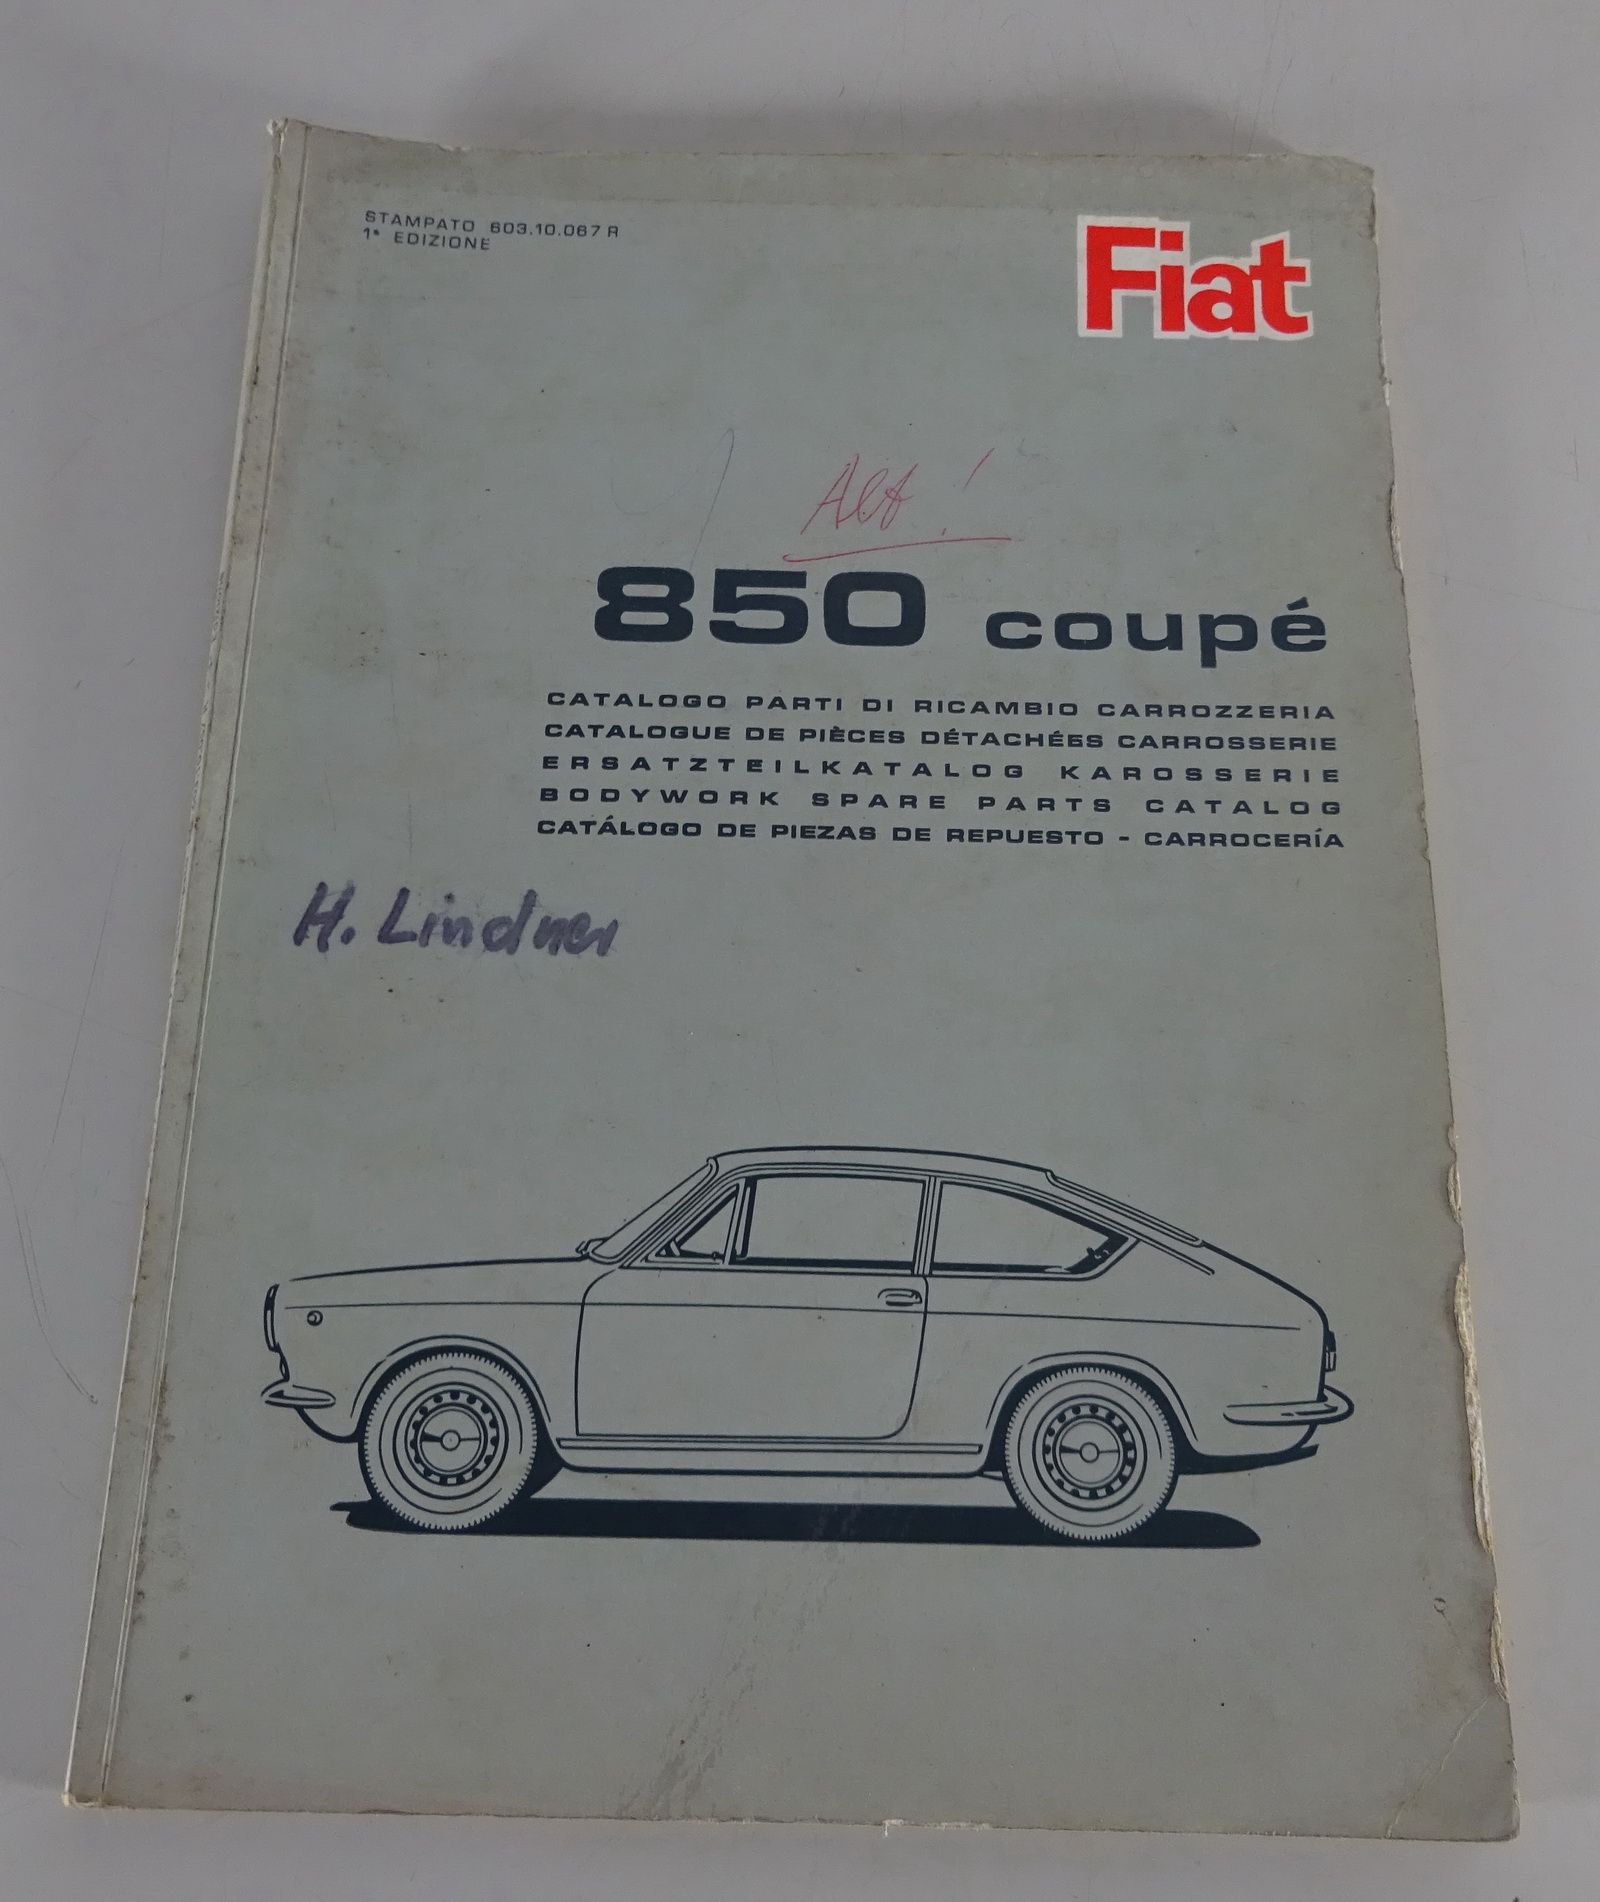 STAMPATO 603.10.067 R
1ª EDIZIONE
Fiat
Alt!
850 coupé
CATALOGO PARTI DI RICAMBIO CARROZZERIA
CATALOGUE DE PIÈCES DÉTACHÉES CARROSSERIE
ERSATZTEILKATALOG KAROSSERIE
BODYWORK SPARE PARTS CATALOG
CATÁLOGO DE PIEZAS DE REPUESTO - CARROCERÍA
H. Lindner